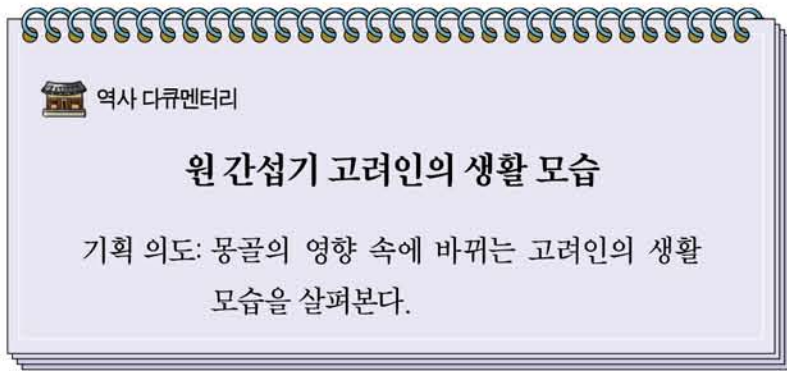 역사 다큐멘터리
원 간섭기 고려인의 생활 모습
기획 의도: 몽골의 영향 속에 바뀌는 고려인의 생활
모습을 살펴본다.